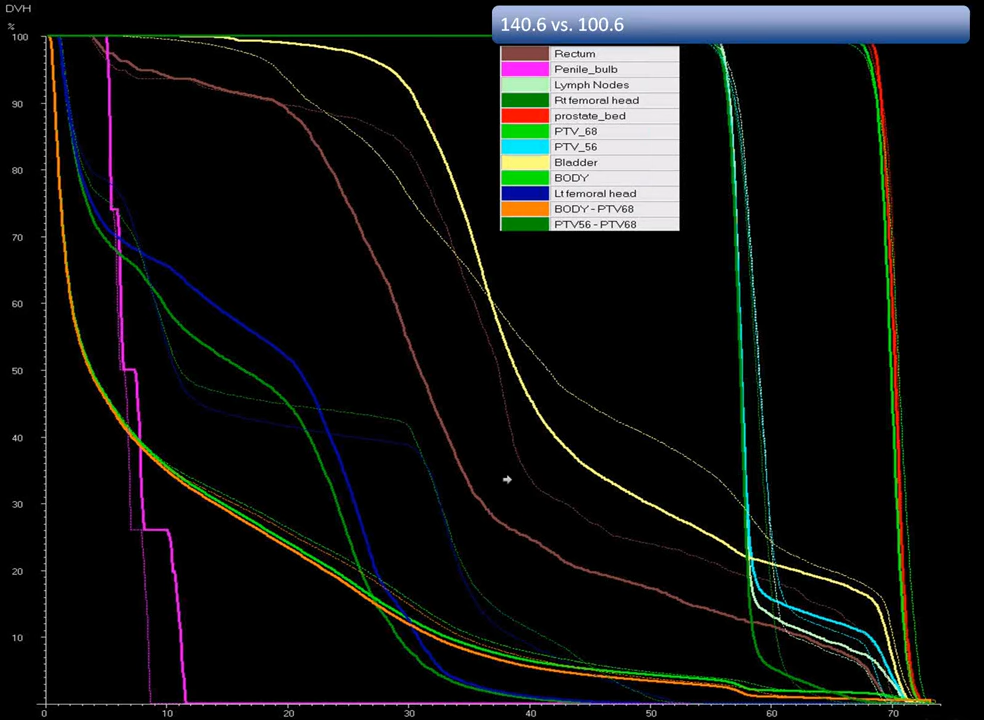 DVH
140.6 vs. 100.6
%
100
90
80
70
60
50
40
30
20
10
Rectum
Penile_bulb
Lymph Nodes
Rt femoral head
prostate_bed
PTV_68
PTV_56
Bladder
BODY
Lt femoral head
BODY - PTV68
PTV56 - PTV68
0 10 20 30 40 50 60 70